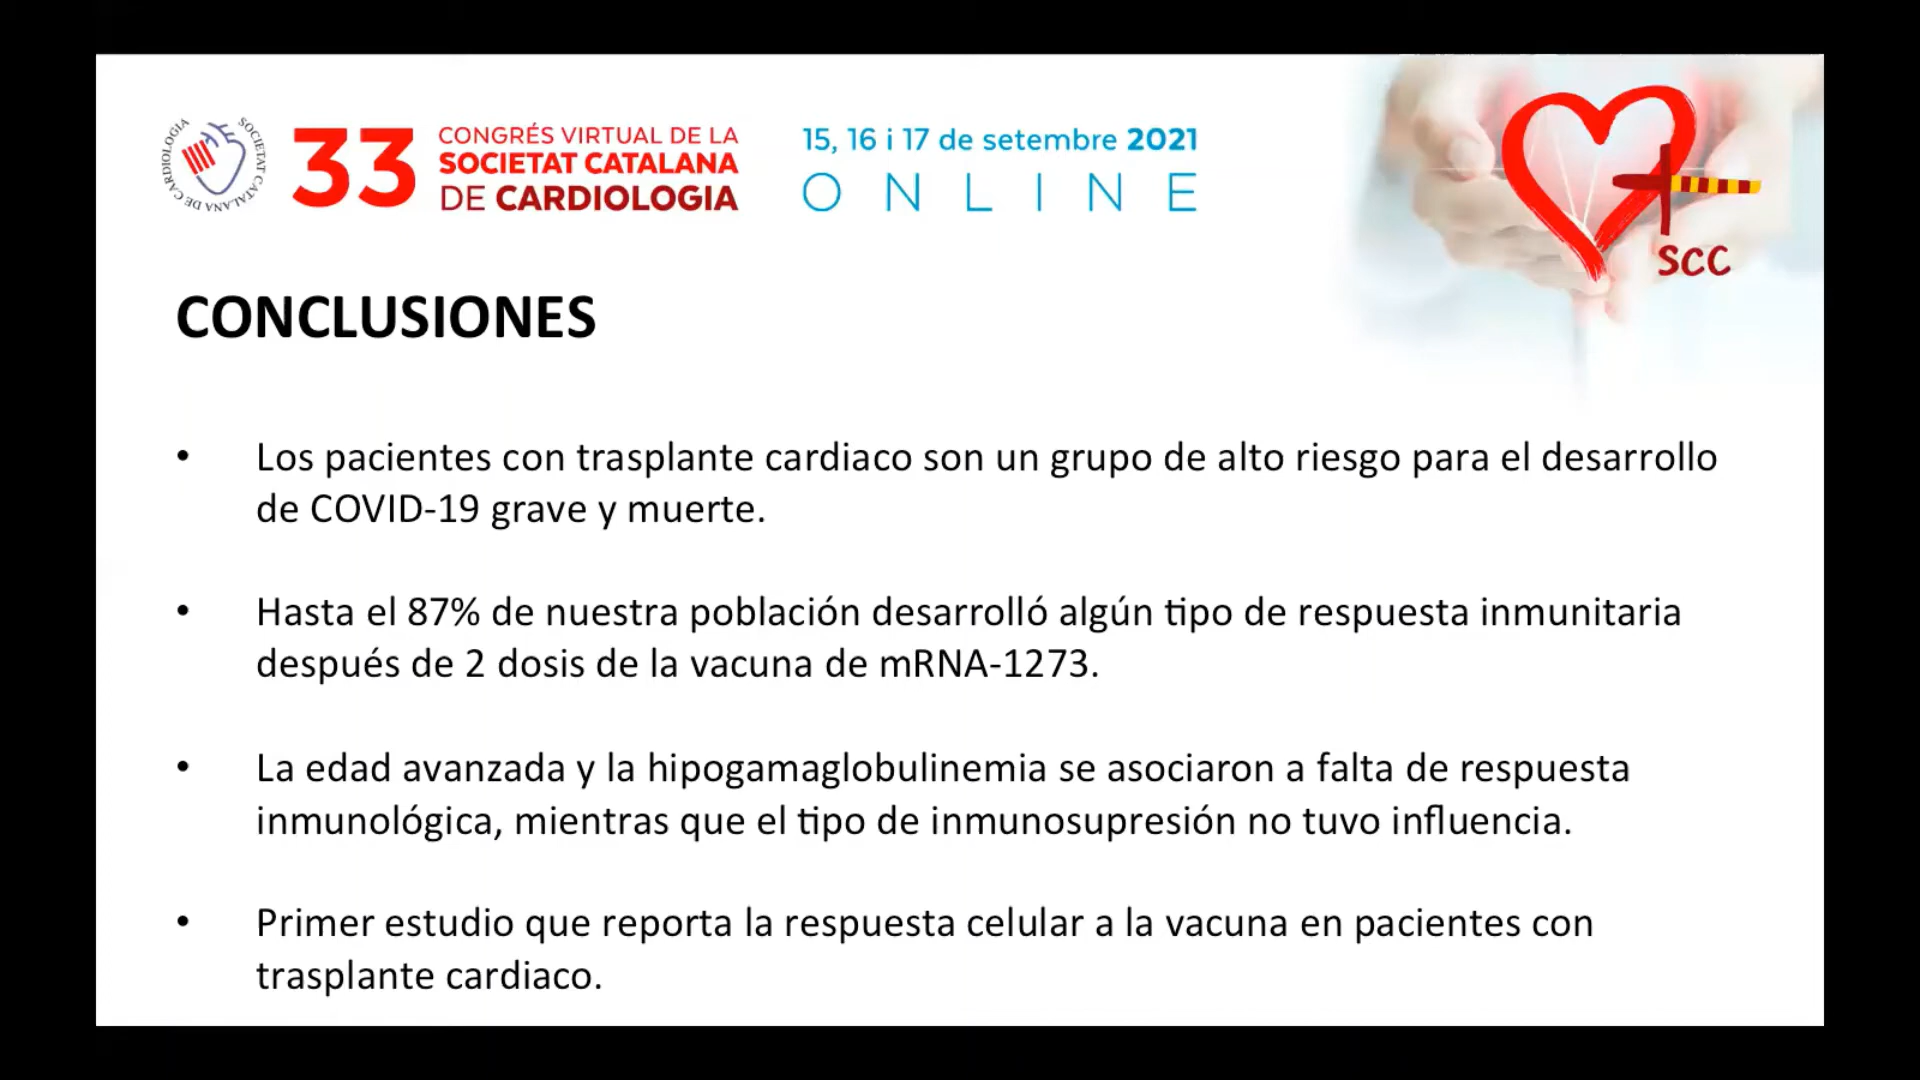 SOCIETAT CATALANA DE CARDIOLOGIA
33
CONGRÉS VIRTUAL DE LA
SOCIETAT CATALANA
DE CARDIOLOGIA
15, 16 i 17 de setembre 2021
ONLINE
SCC
CONCLUSIONES
• Los pacientes con trasplante cardiaco son un grupo de alto riesgo para el desarrollo
de COVID-19 grave y muerte.
• Hasta el 87% de nuestra población desarrolló algún tipo de respuesta inmunitaria
después de 2 dosis de la vacuna de mRNA-1273.
• La edad avanzada y la hipogamaglobulinemia se asociaron a falta de respuesta
inmunológica, mientras que el tipo de inmunosupresión no tuvo influencia.
• Primer estudio que reporta la respuesta celular a la vacuna en pacientes con
trasplante cardiaco.